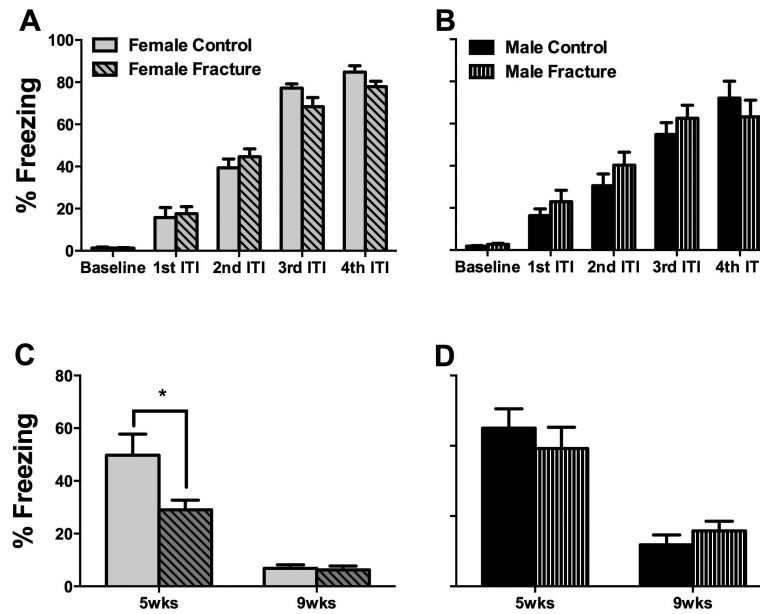 A
B
Female Control
Female Fracture
Male Control
Male Fracture
% Freezing
100
80
60
40
20
0
Baseline 1st ITI 2nd ITI 3rd ITI 4th ITI
Baseline 1st ITI 2nd ITI 3rd ITI 4th IT
C
D
% Freezing
80
60
40
20
0
*
5wks 9wks
5wks 9wks